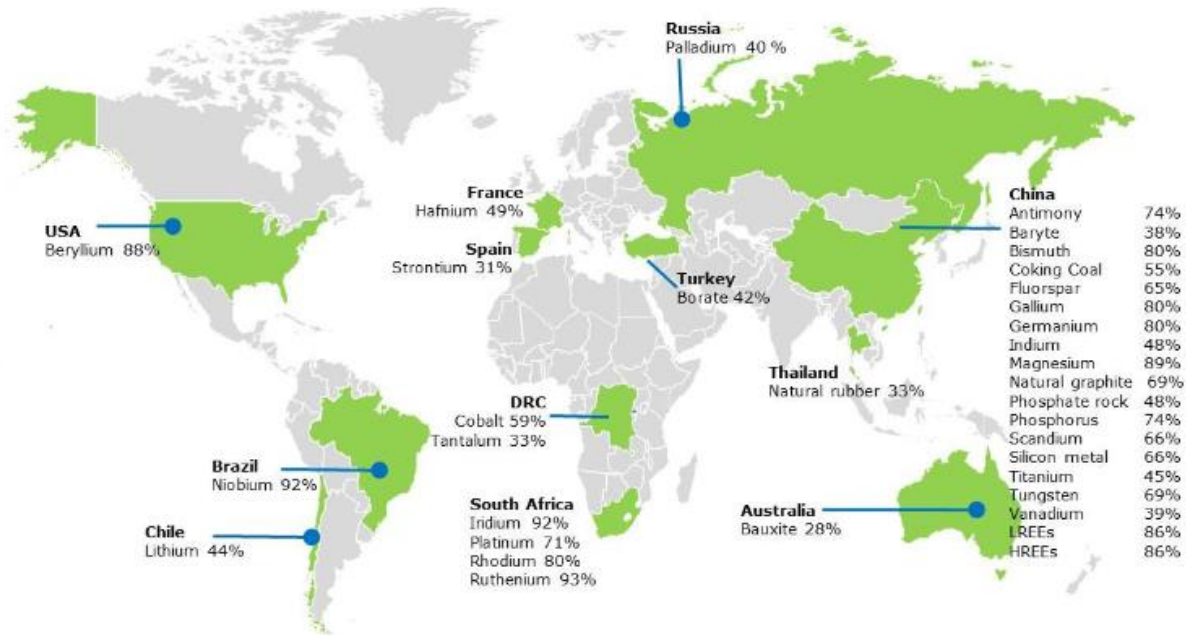 Russia
Palladium 40 %
France
Hafnium 49%
USA
Beryllium 88%
Spain
Strontium 31%
Turkey
Borate 42%
China
Antimony 74%
Baryte 38%
Bismuth 80%
Coking Coal 55%
Fluorspar 65%
Gallium 80%
Germanium 80%
Indium 48%
Magnesium 89%
Natural graphite 69%
Phosphate rock 48%
Phosphorus 74%
Scandium 66%
Silicon metal 66%
Titanium 45%
Tungsten 69%
Vanadium 39%
LREEs 86%
HREEs 86%
Thailand
Natural rubber 33%
DRC
Cobalt 59%
Tantalum 33%
Brazil
Niobium 92%
Chile
Lithium 44%
South Africa
Iridium 92%
Platinum 71%
Rhodium 80%
Ruthenium 93%
Australia
Bauxite 28%